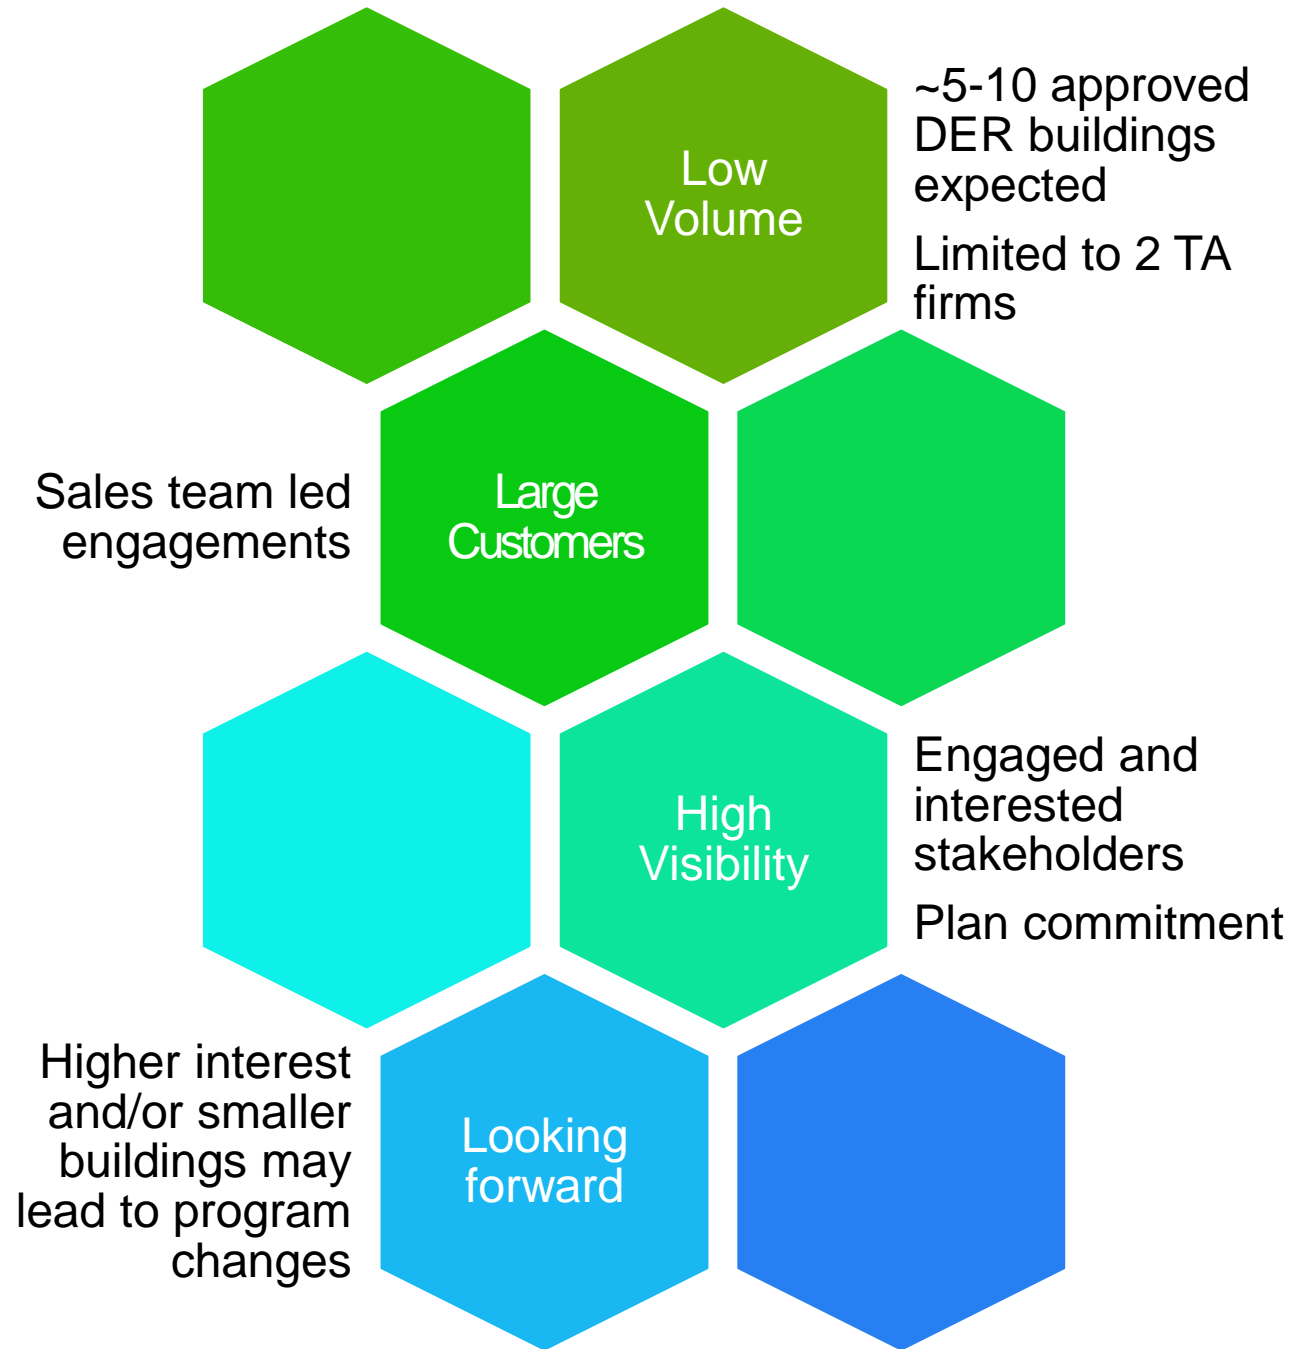 Low
Volume
~5-10 approved
DER buildings
expected
Limited to 2 TA
firms
Sales team led
engagements
Large
Customers
High
Visibility
Engaged and
interested
stakeholders
Plan commitment
Higher interest
and/or smaller
buildings may
lead to program
changes
Looking
forward